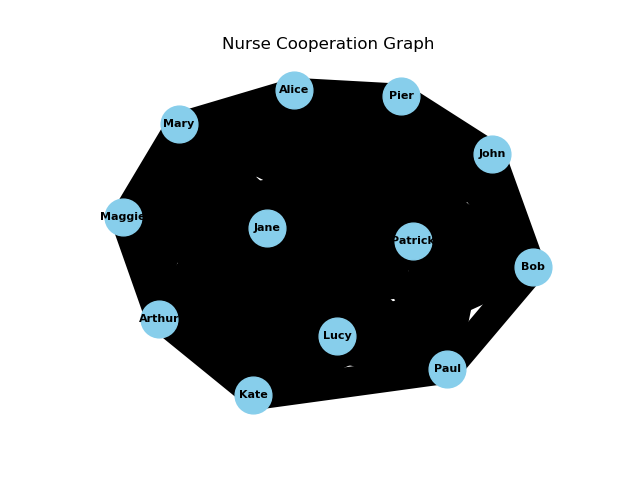 Nurse Cooperation Graph
Alice
Pier
Mary
John
Maggie
Jane
Patrick
Bob
Arthur
Lucy
Paul
Kate